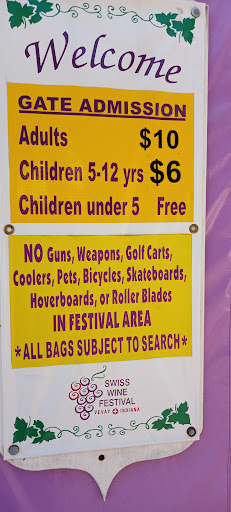 Welcome
GATE ADMISSION
Adults $10
Children 5-12 yrs $6
Children under 5 Free
NO Guns, Weapons, Golf Carts,
Coolers, Pets, Bicycles, Skateboards,
Hoverboards, or Roller Blades
IN FESTIVAL AREA
*ALL BAGS SUBJECT TO SEARCH*
SWISS
WINE
FESTIVAL
VEVAY INDIANA